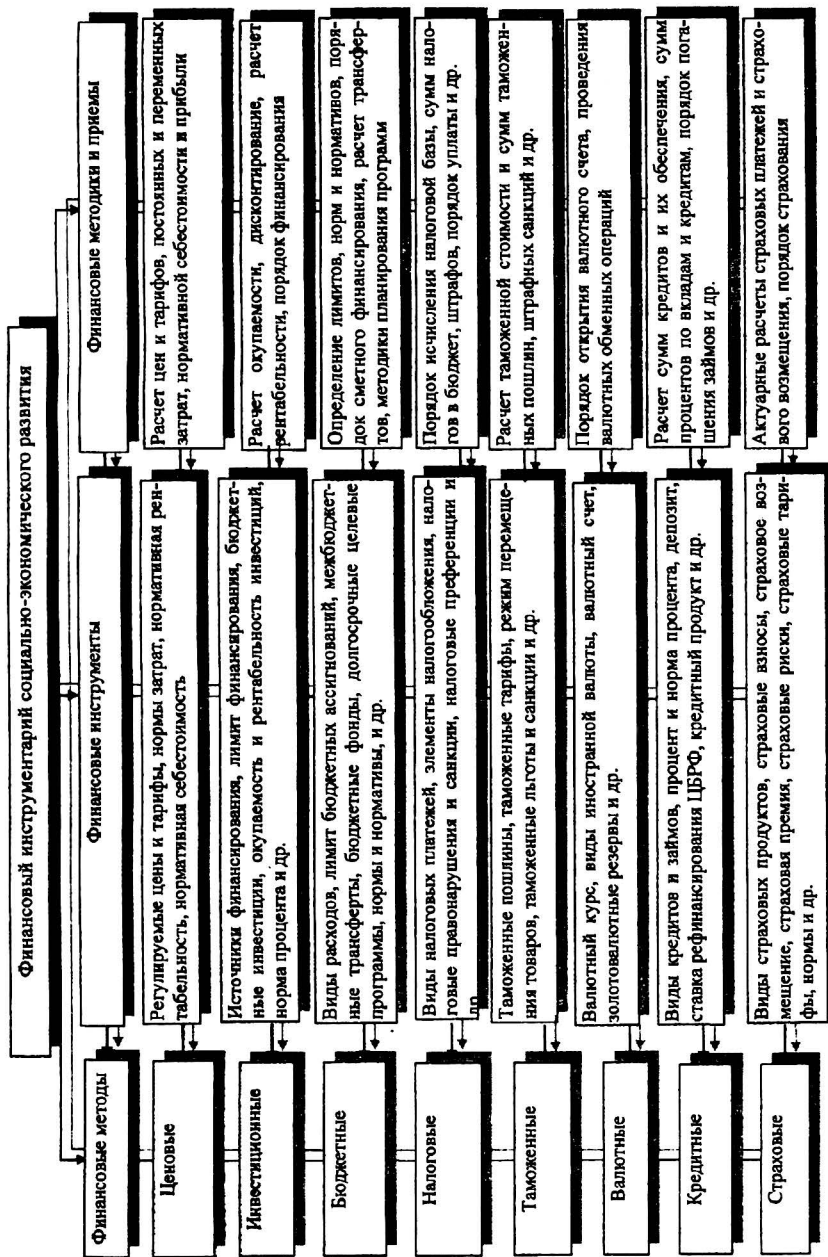 Финансовый инструментарий социально-экономического развития
Финансовые методы
Финансовые инструменты
Финансовые методики и приемы
Ценовые
Регулируемые цены и тарифы, нормы затрат, нормативная рен-
табельность, нормативная себестоимость
Расчет цен и тарифов, постоянных и переменных
затрат, нормативной себестоимости и прибыли
Инвестиционные
Источники финансирования, лимит финансирования, бюджет-
ные инвестиции, окупаемость и рентабельность инвестиций,
норма процента и др.
Расчет окупаемости, дисконтирование, расчет
рентабельности, порядок финансирования
Бюджетные
Виды расходов, лимит бюджетных ассигнований, межбюджет-
ные трансферты, бюджетные фонды, долгосрочные целевые
программы, нормы и нормативы, и др.
Определение лимитов, норм и нормативов, поря-
док сметного финансирования, расчет трансфер-
тов, методики планирования программ
Налоговые
Виды налоговых платежей, элементы налогообложения, нало-
говые правонарушения и санкции, налоговые преференции и
др.
Порядок исчисления налоговой базы, сумм нало-
гов в бюджет, штрафов, порядок уплаты и др.
Таможенные
Таможенные пошлины, таможенные тарифы, режим перемеще-
ния товаров, таможенные льготы и санкции и др.
Расчет таможенной стоимости и сумм таможен-
ных пошлин, штрафных санкций и др.
Валютные
Валютный курс, виды иностранной валюты, валютный счет,
золотовалютные резервы и др.
Порядок открытия валютного счета, проведения
валютных обменных операций
Кредитные
Виды кредитов и займов, процент и норма процента, депозит,
ставка рефинансирования ЦБРФ, кредитный продукт и др.
Расчет сумм кредитов и их обеспечения, сумм
процентов по вкладам и кредитам, порядок пога-
шения займов и др.
Страховые
Виды страховых продуктов, страховые взносы, страховое воз-
мещение, страховая премия, страховые риски, страховые тари-
фы, нормы и др.
Актуарные расчеты страховых платежей и страхо-
вого возмещения, порядок страхования